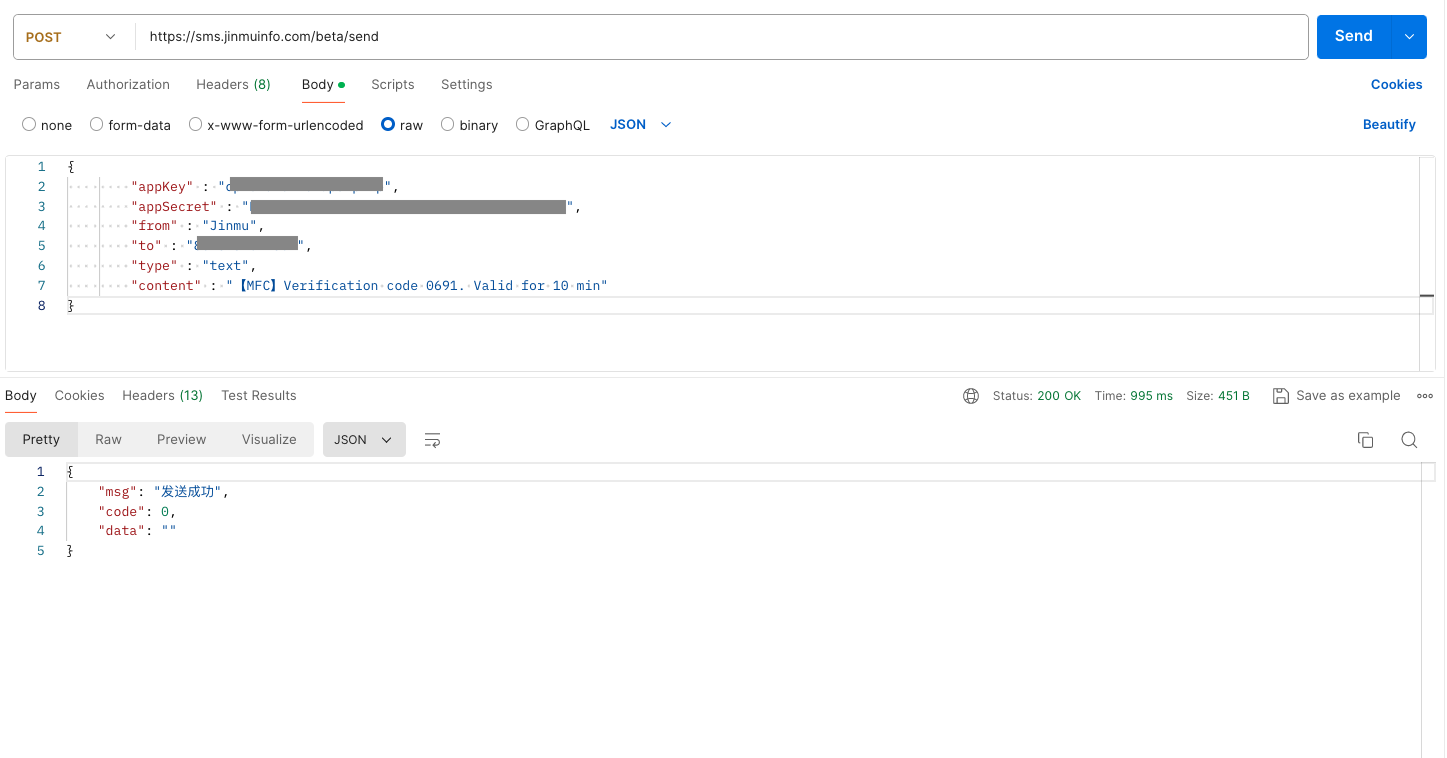 POST https://sms.jinmuinfo.com/beta/send Send
Params Authorization Headers (8) Body Scripts Settings Cookies
none form-data x-www-form-urlencoded raw binary GraphQL JSON Beautify
1 {
2 "appKey" : "",
3 "appSecret" : "",
4 "from" : "Jinmu",
5 "to" : "",
6 "type" : "text",
7 "content" : "【MFC】Verification code 0691. Valid for 10 min"
8 }
Body Cookies Headers (13) Test Results Status: 200 OK Time: 995 ms Size: 451 B Save as example
Pretty Raw Preview Visualize JSON
1 {
2 "msg": "发送成功",
3 "code": 0,
4 "data": ""
5 }